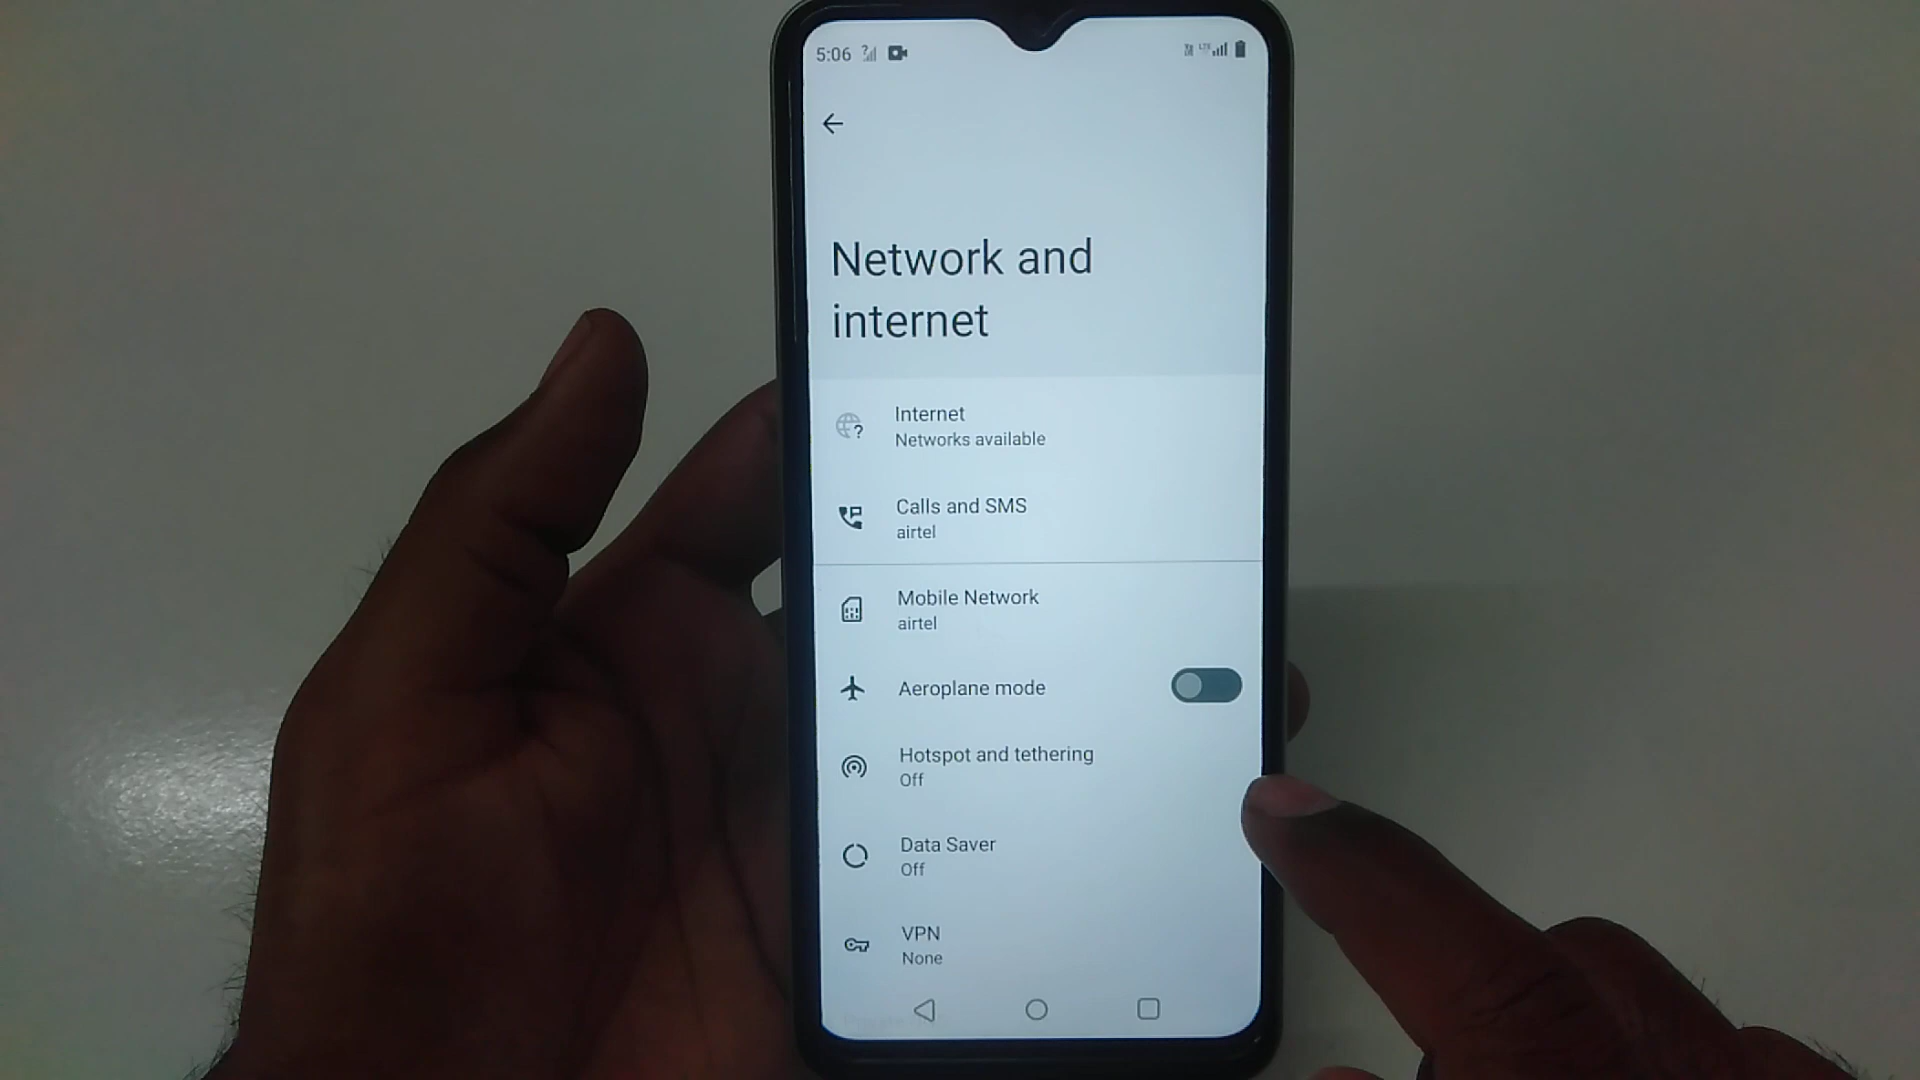 5:06
LTE
Network and
internet
Internet
Networks available
Calls and SMS
airtel
Mobile Network
airtel
Aeroplane mode
Hotspot and tethering
Off
Data Saver
Off
VPN
None